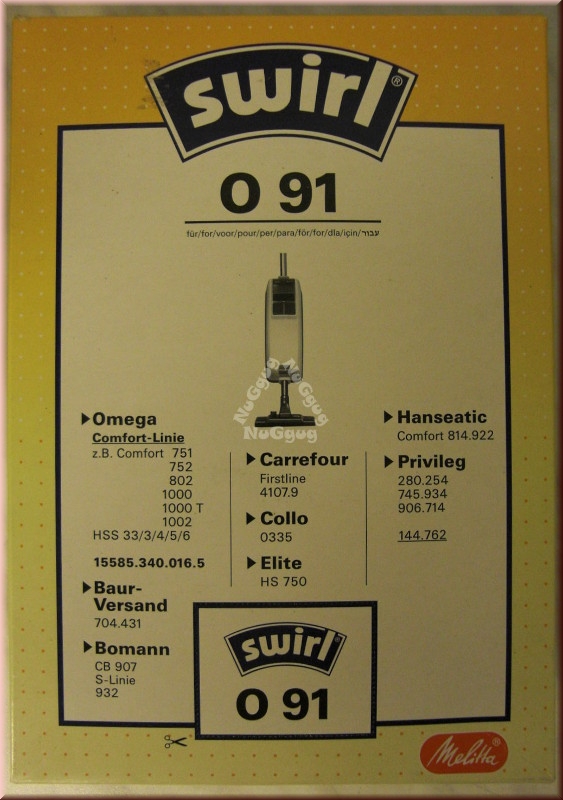 swirl®
O 91
für/for/voor/pour/per/para/för/for/dla/için/עבור
NuGgug NuGgug
NuGgug
Omega
Comfort-Linie
z.B. Comfort 751
752
802
1000
1000 T
1002
HSS 33/3/4/5/6
15585.340.016.5
Baur-
Versand
704.431
Bomann
CB 907
S-Linie
932
Carrefour
Firstline
4107.9
Collo
0335
Elite
HS 750
Hanseatic
Comfort 814.922
Privileg
280.254
745.934
906.714
144.762
swirl®
O 91
Melitta®